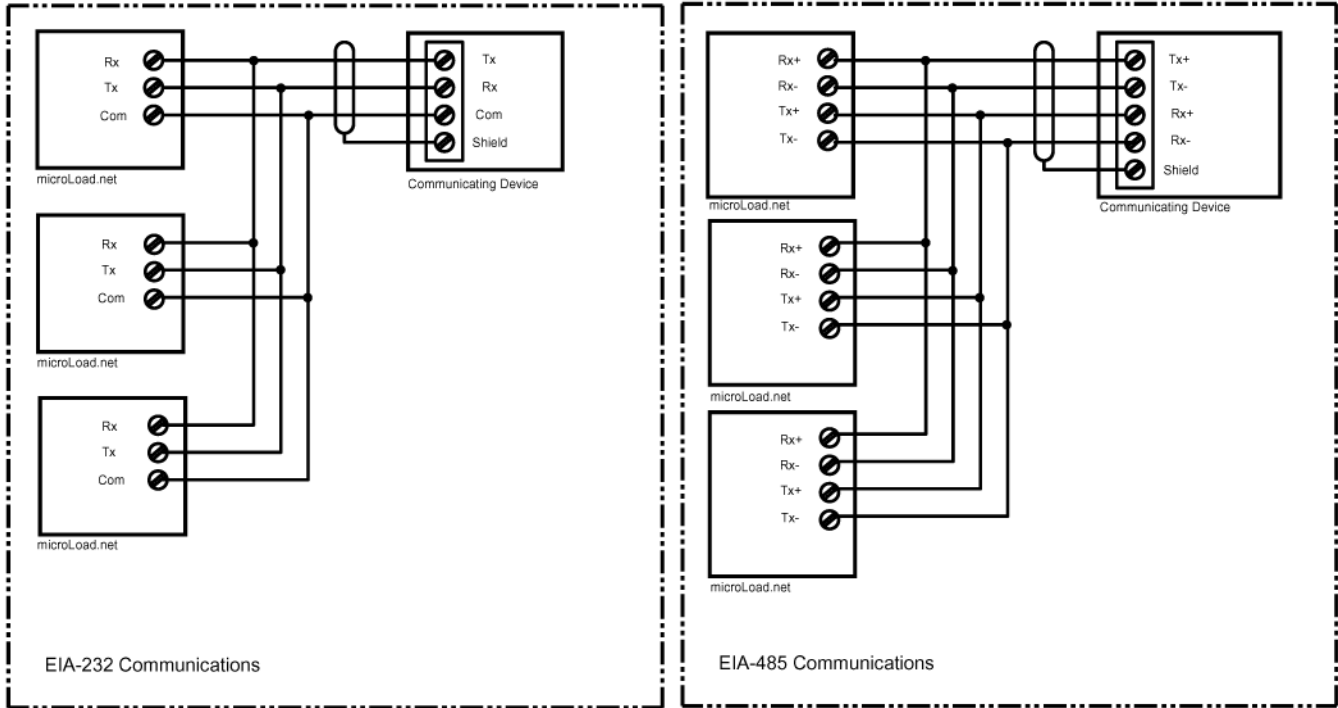 Rx
Tx
Com
microLoad.net
Tx
Rx
Com
Shield
Communicating Device
Rx
Tx
Com
microLoad.net
Rx
Tx
Com
microLoad.net
EIA-232 Communications
Rx+
Rx-
Tx+
Tx-
microLoad.net
Tx+
Tx-
Rx+
Rx-
Shield
Communicating Device
Rx+
Rx-
Tx+
Tx-
microLoad.net
Rx+
Rx-
Tx+
Tx-
microLoad.net
EIA-485 Communications